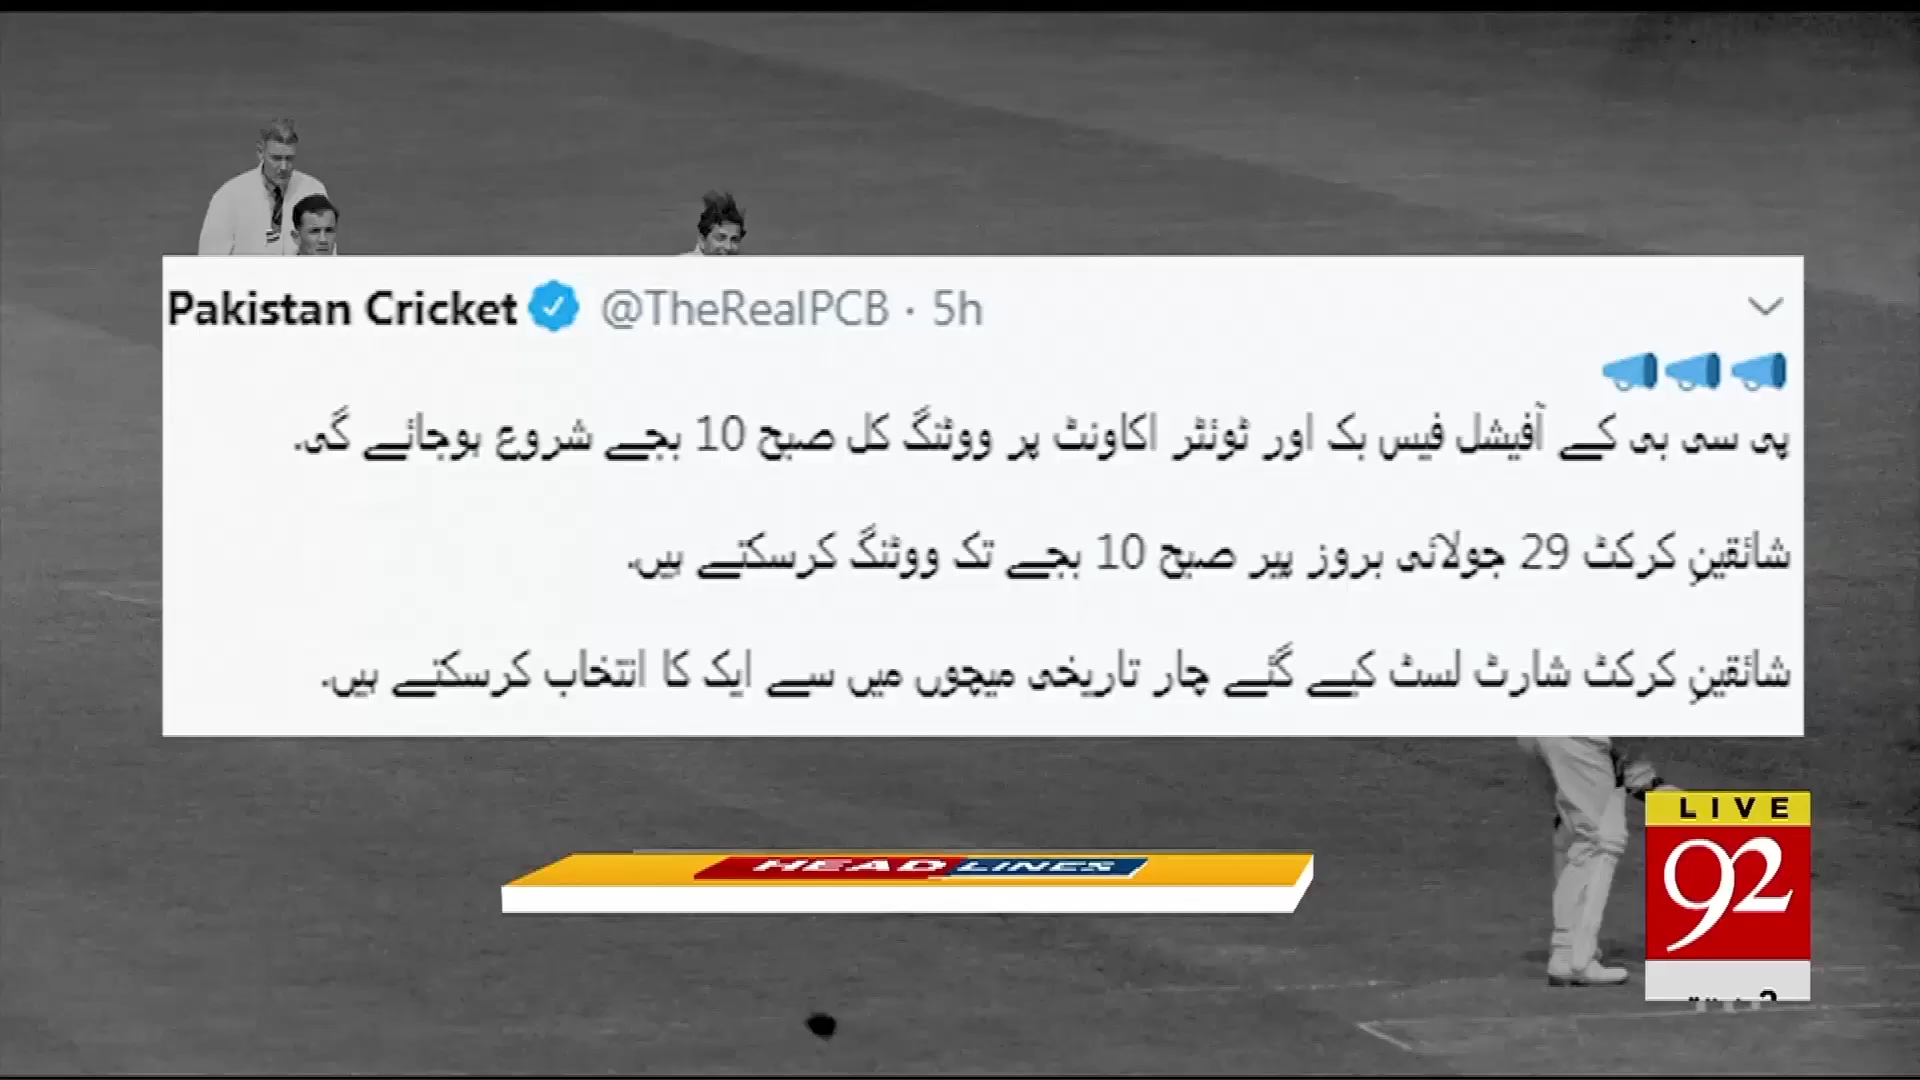 Pakistan Cricket @TheRealPCB · 5h
پی سی بی کے آفیشل فیس بک اور ٹوئٹر اکاونٹ پر ووٹنگ کل صبح 10 بجے شروع ہوجائے گی۔
شائقینِ کرکٹ 29 جولائی بروز پیر صبح 10 بجے تک ووٹنگ کرسکتے ہیں۔
شائقینِ کرکٹ شارٹ لسٹ کیے گئے چار تاریخی میچوں میں سے ایک کا انتخاب کرسکتے ہیں۔
HEADLINES
LIVE
92